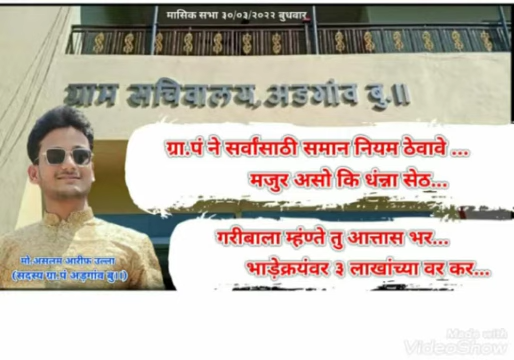 मासिक सभा ३०/०३/२०२२ बुधवार
ग्राम सचिवालय, अडगांव बु.॥
ग्रा.पं ने सर्वांसाठी समान नियम ठेवावे ...
मजुर असो कि धंन्ना सेठ...
गरीबाला म्हंण्ते तु आत्तास भर...
भाड़ेक्रयंवर ३ लाखांच्या वर कर...
मो.असलम आरीफ उल्ला
(सदस्य ग्रा.पं. अडगांव बु।।)
Made with
VideoShow